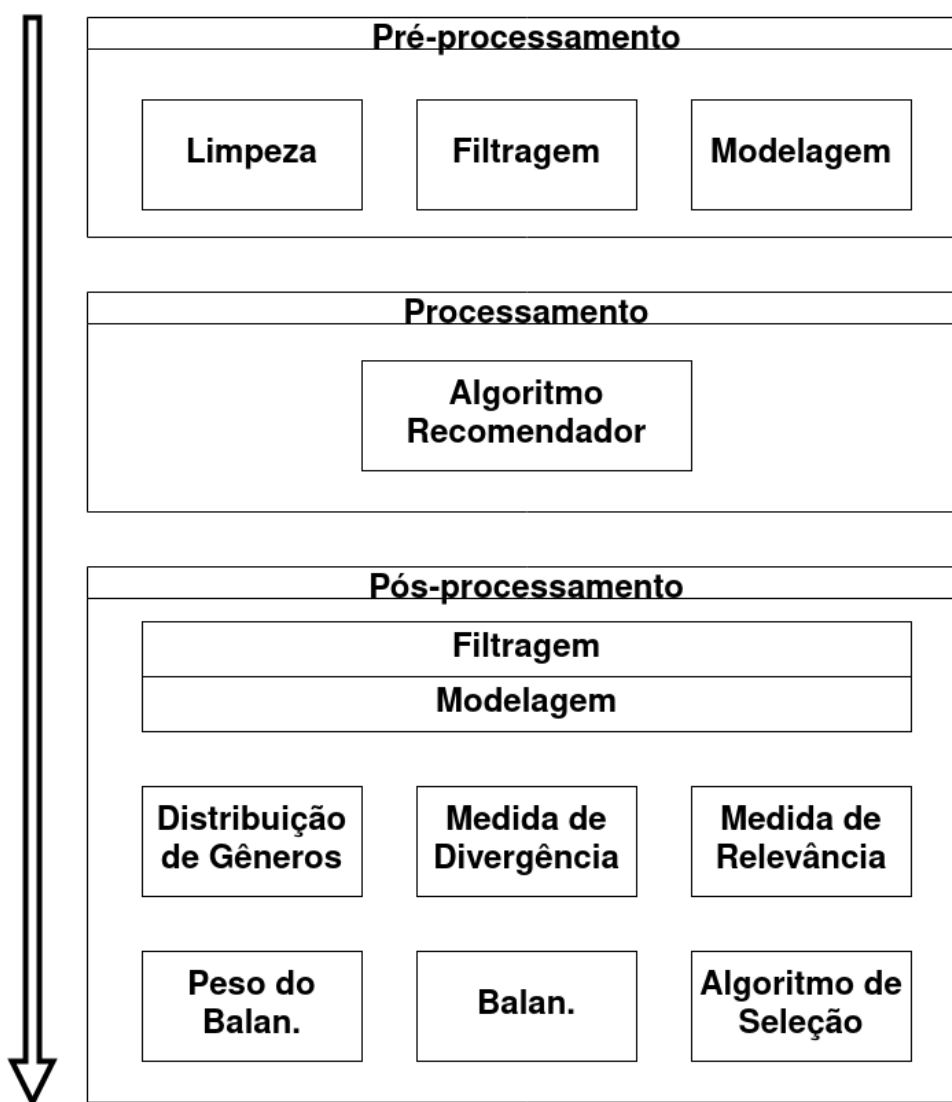 Pré-processamento
Limpeza
Filtragem
Modelagem
Processamento
Algoritmo
Recomendador
Pós-processamento
Filtragem
Modelagem
Distribuição
de Gêneros
Medida de
Divergência
Medida de
Relevância
Peso do
Balan.
Balan.
Algoritmo de
Seleção